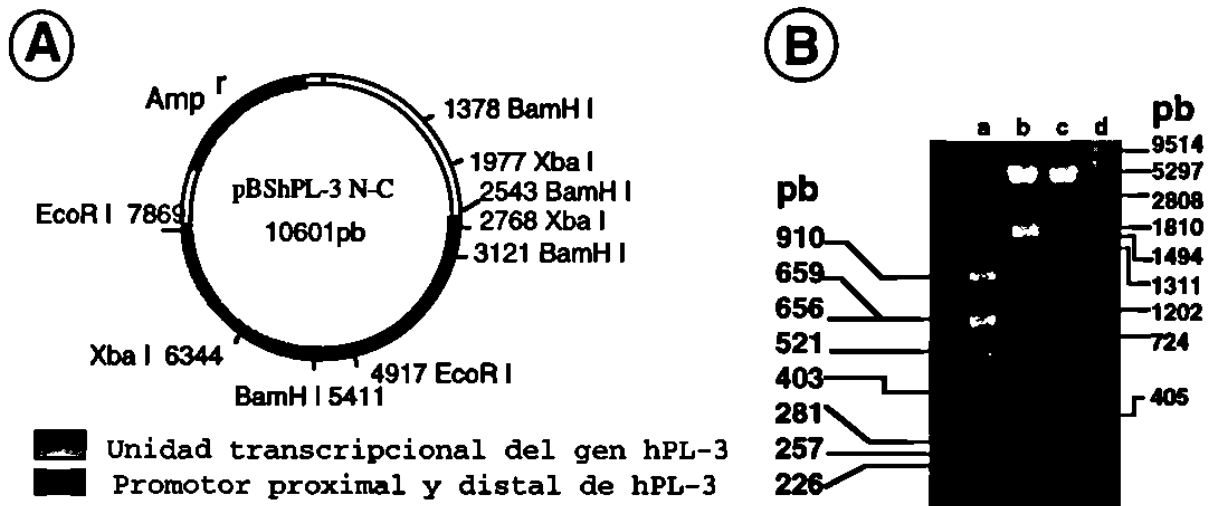 A
Amp r
1378 BamH I
1977 Xba I
2543 BamH I
2768 Xba I
3121 BamH I
pBShPL-3 N-C
10601pb
EcoR I 7869
Xba I 6344
BamH I 5411
4917 EcoR I
Unidad transcripcional del gen hPL-3
Promotor proximal y distal de hPL-3
B
a b c d
pb
910
659
656
521
403
281
257
226
pb
9514
5297
2808
1810
1494
1311
1202
724
405